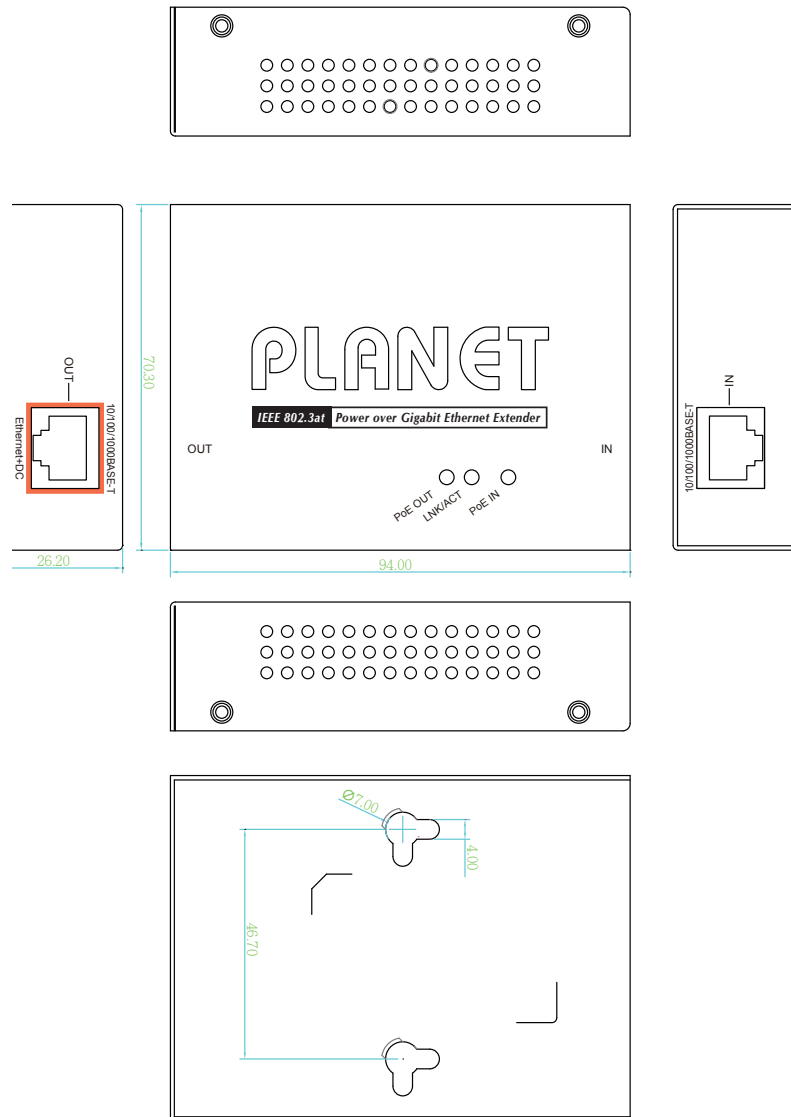 OUT
10/100/1000BASE-T
Ethernet+DC
26.20
70.30
PLANET
IEEE 802.3at Power over Gigabit Ethernet Extender
OUT
IN
PoE OUT
LNK/ACT
PoE IN
94.00
IN
10/100/1000BASE-T
Ø7.00
4.00
46.70